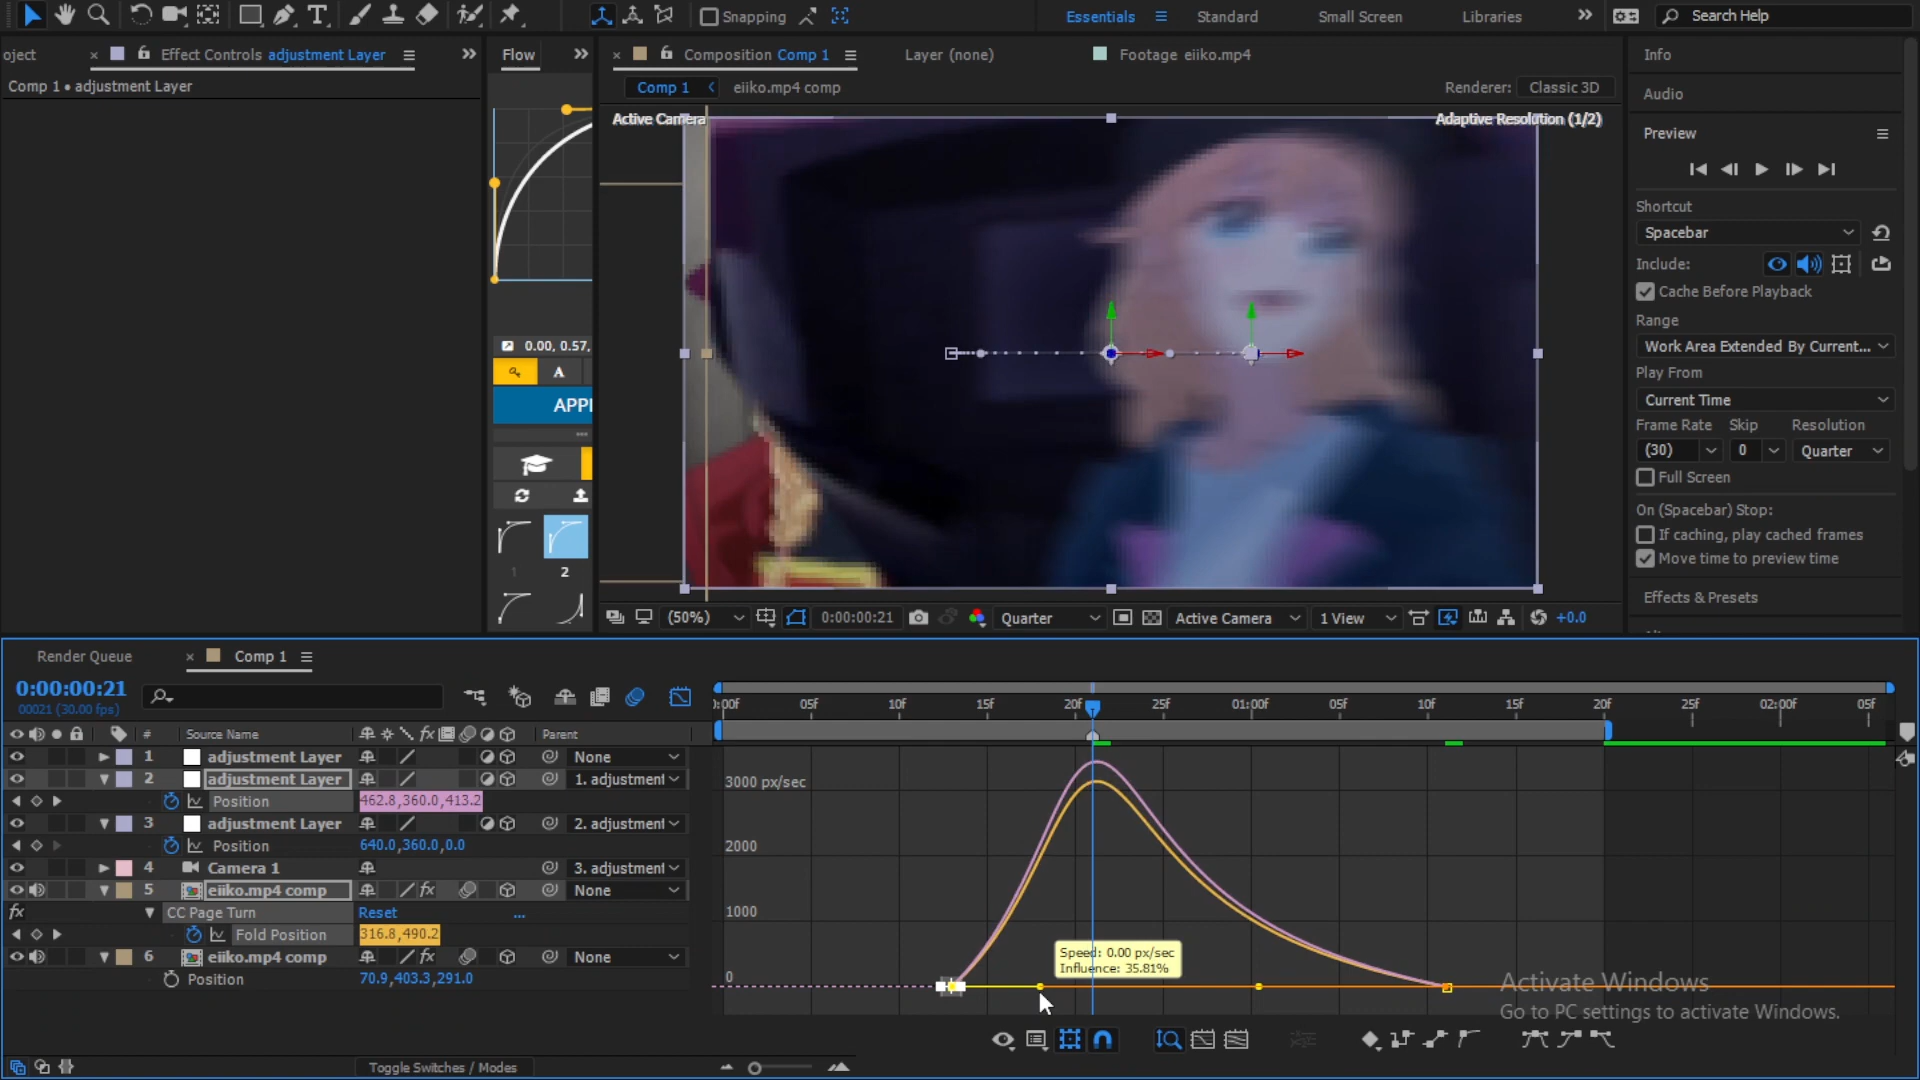 Snapping
Essentials
Standard
Small Screen
Libraries
Search Help
oject
Effect Controls adjustment Layer
Flow
Composition Comp 1
Layer (none)
Footage eiiko.mp4
Info
Comp 1 • adjustment Layer
Comp 1
eiiko.mp4 comp
Renderer:
Classic 3D
Audio
Active Camera
Adaptive Resolution (1/2)
Preview
Shortcut
Spacebar
Include:
Cache Before Playback
Range
Work Area Extended By Current...
Play From
Current Time
Frame Rate
Skip
Resolution
(30)
0
Quarter
Full Screen
On (Spacebar) Stop:
If caching, play cached frames
Move time to preview time
Effects & Presets
0.00, 0.57,
A
APPI
1
2
(50%)
0:00:00:21
Quarter
Active Camera
1 View
+0.0
Render Queue
Comp 1
0:00:00:21
00021 (30.00 fps)
:00f
05f
10f
15f
20f
25f
01:00f
05f
10f
15f
20f
25f
02:00f
05f
#
Source Name
fx
Parent
1
adjustment Layer
None
2
adjustment Layer
1. adjustment
Position
462.8,360.0,413.2
3
adjustment Layer
2. adjustment
Position
640.0,360.0,0.0
4
Camera 1
3. adjustment
5
eiiko.mp4 comp
fx
None
fx
CC Page Turn
Reset
...
Fold Position
316.8,490.2
6
eiiko.mp4 comp
fx
None
Position
70.9,403.3,291.0
3000 px/sec
2000
1000
0
Speed: 0.00 px/sec
Influence: 35.81%
Activate Windows
Go to PC settings to activate Windows.
Toggle Switches / Modes